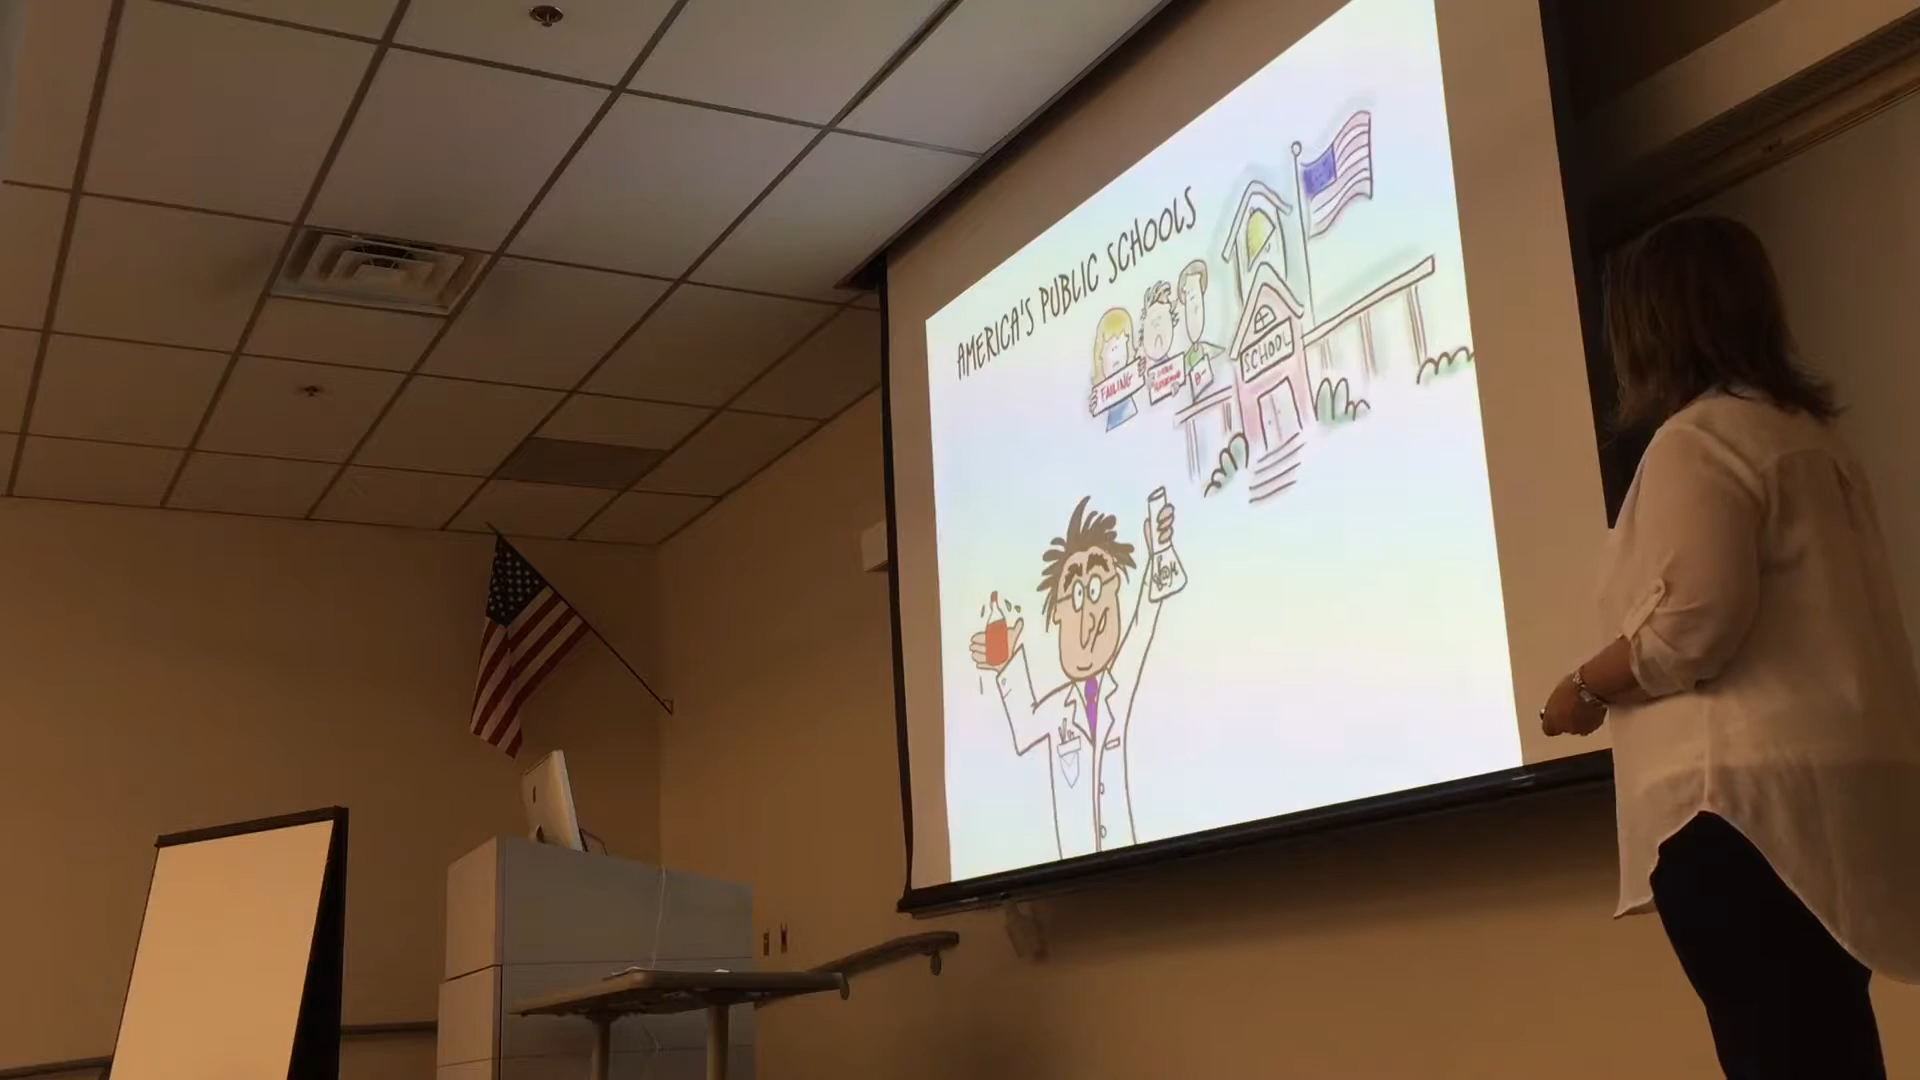 AMERICA'S PUBLIC SCHOOLS
FAILING
B-
SCHOOL